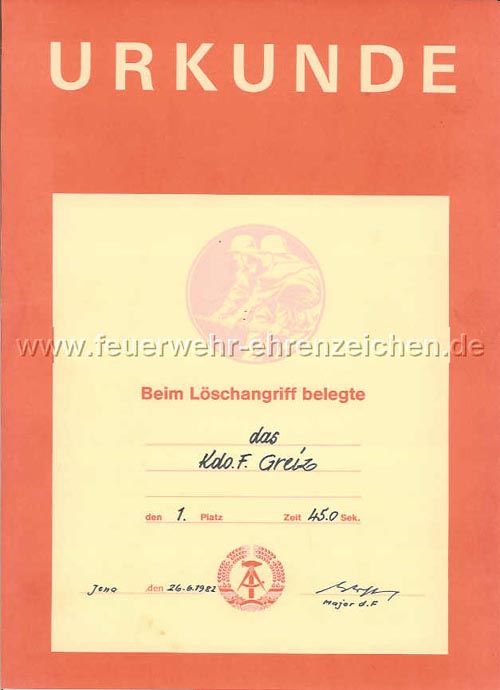 URKUNDE
www.feuerwehr-ehrenzeichen.de
Beim Löschangriff belegte
das
Kdo. F. Greiz
den 1. Platz Zeit 45.0 Sek.
Jena, den 26.6.1982
Major d. F